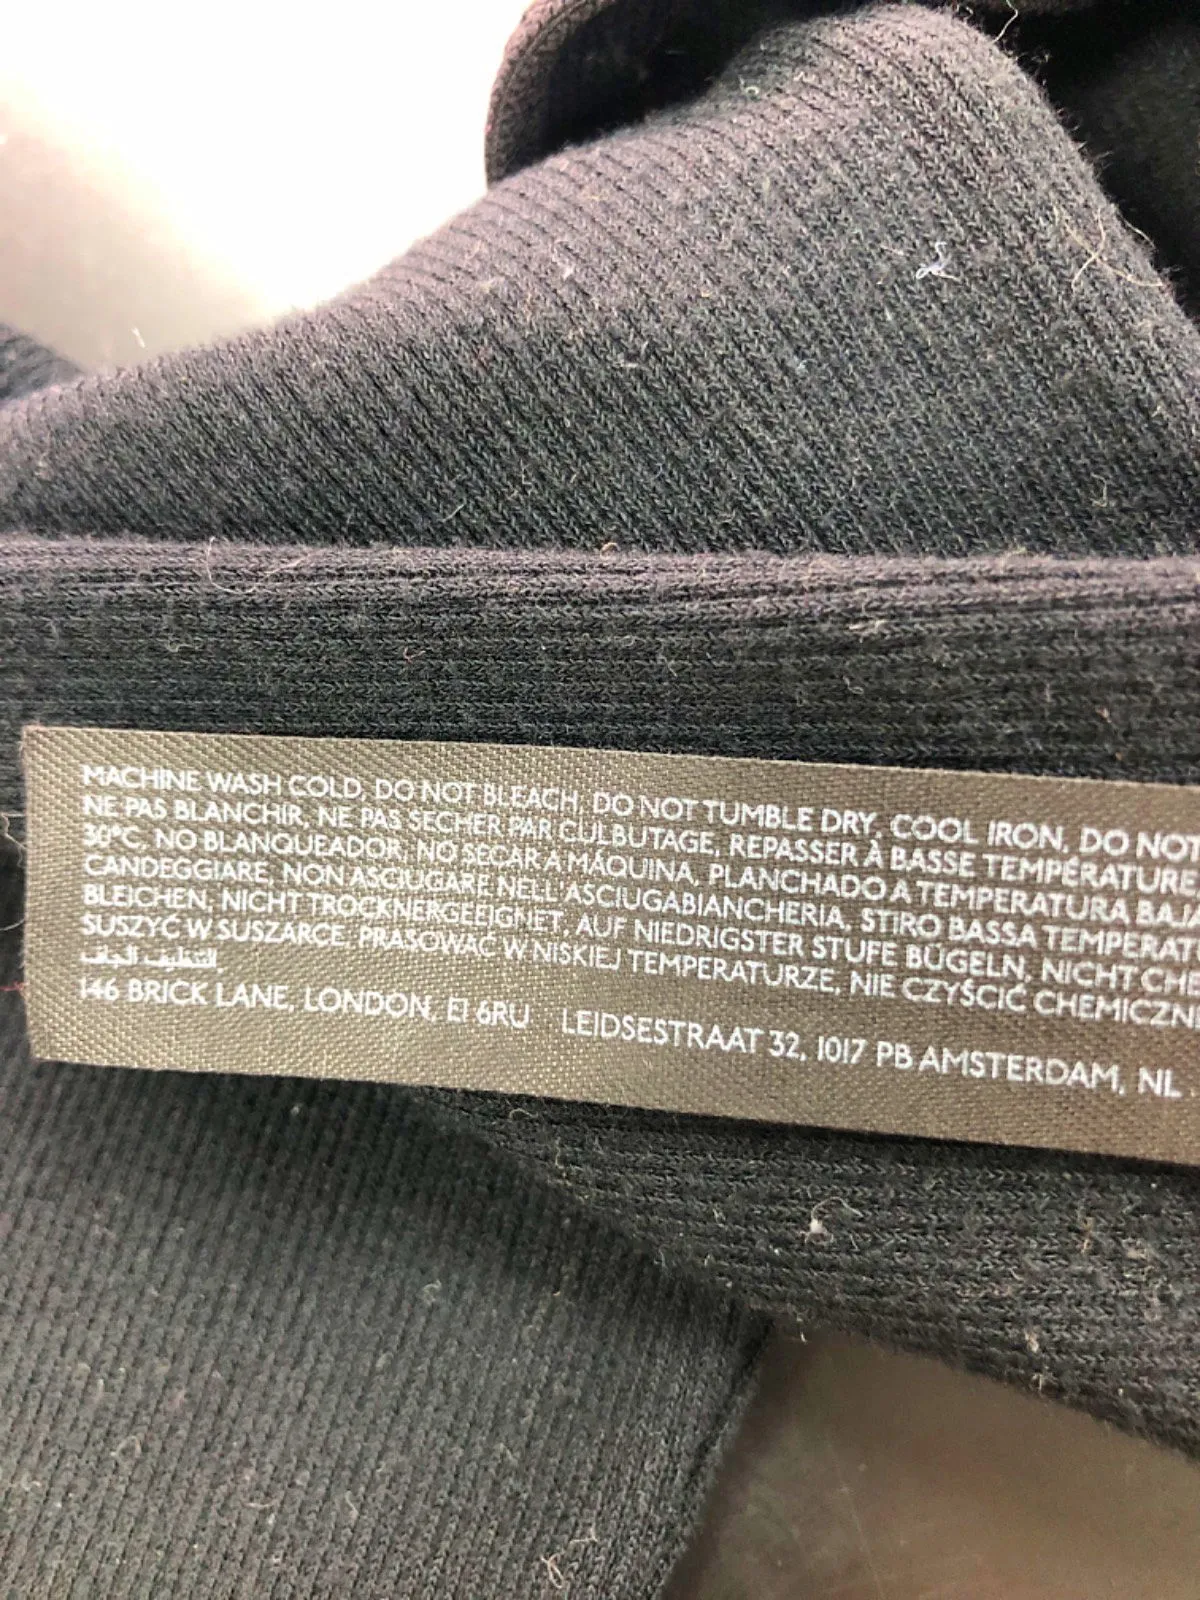 MACHINE WASH COLD, DO NOT BLEACH, DO NOT TUMBLE DRY, COOL IRON, DO NOT
NE PAS BLANCHIR, NE PAS SECHER PAR CULBUTAGE, REPASSER À BASSE TEMPÉRATURE
30°C, NO BLANQUEADOR, NO SECAR A MÁQUINA, PLANCHADO A TEMPERATURA BAJA
CANDEGGIARE, NON ASCIUGARE NELL'ASCIUGABIANCHERIA, STIRO BASSA TEMPERATU
BLEICHEN, NICHT TROCKNERGEEIGNET, AUF NIEDRIGSTER STUFE BÜGELN, NICHT CHE
SUSZYĆ W SUSZARCE, PRASOWAĆ W NISKIEJ TEMPERATURZE, NIE CZYŚCIĆ CHEMICZNI
التنظيف الجاف.
146 BRICK LANE, LONDON, E1 6RU LEIDSESTRAAT 32, 1017 PB AMSTERDAM, NL